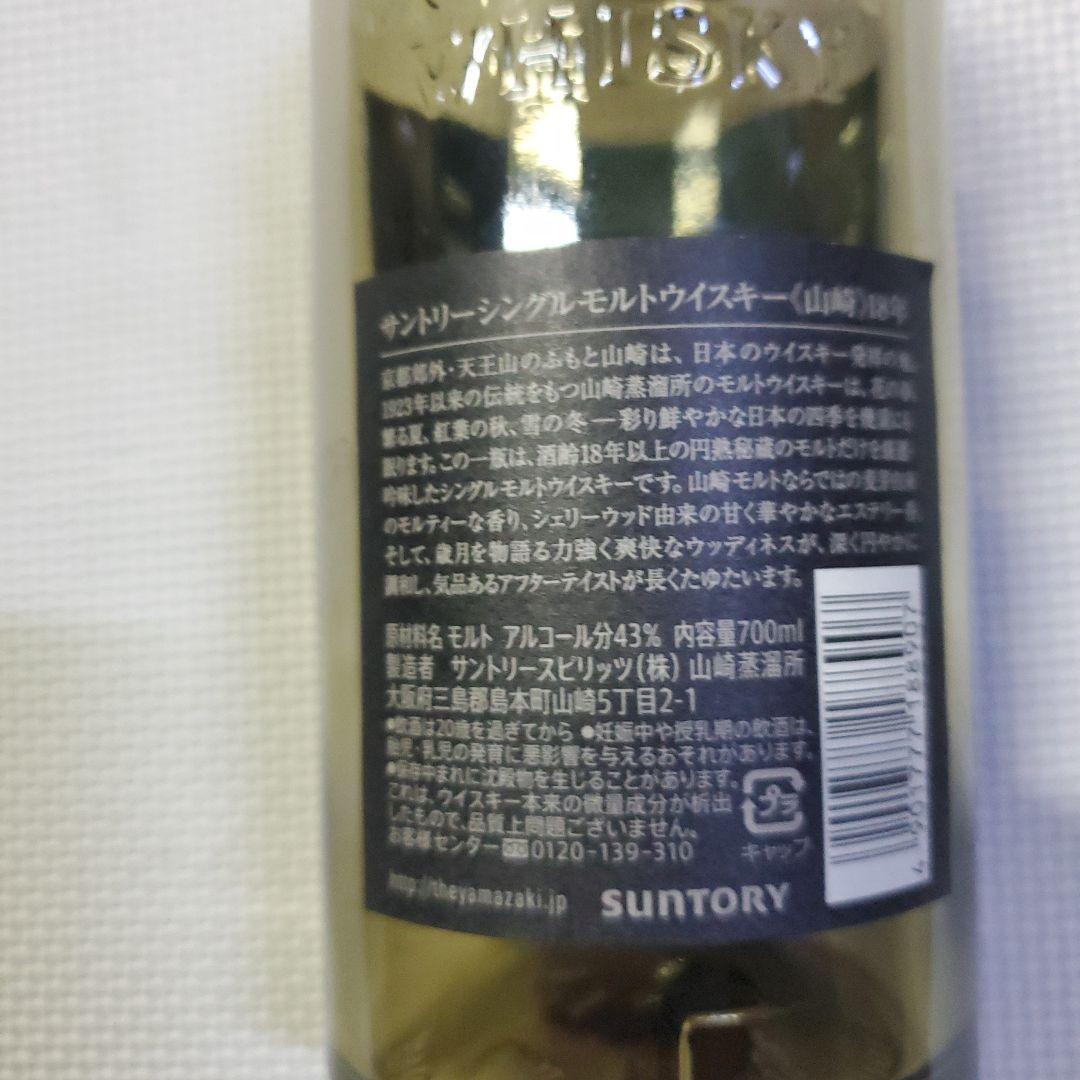 WHISKY
サントリーシングルモルトウイスキー《山崎》18年
京都郊外・天王山のふもと山崎は、日本のウイスキー発祥の
1923年以来の伝統をもつ山崎蒸溜所のモルトウイスキーは、花の
る夏、紅葉の秋、雪の冬ー彩り鮮やかな日本の四季を幾重に
眠ります。この一瓶は、酒齢18年以上の円熟秘蔵のモルトだけを
吟味したシングルモルトウイスキーです。山崎モルトならではの
のモルティーな香り、シェリーウッド由来の甘く華やかなエステリー
そして、歳月を物語る力強く爽快なウッディネスが、深く円やかに
調和し、気品あるアフターテイストが長くたゆたいます。
原材料名 モルト アルコール分43% 内容量700ml
製造者 サントリースピリッツ(株) 山崎蒸溜所
大阪府三島郡島本町山崎5丁目2-1
●飲酒は20歳を過ぎてから ●妊娠中や授乳期の飲酒は、
胎児・乳児の発育に悪影響を与えるおそれがあります。
●保存中まれに沈殿物を生じることがあります。
これは、ウイスキー本来の微量成分が析出
したもので、品質上問題ございません。
お客様センター 0120-139-310
プラ
キャップ
http://theyamazaki.jp
SUNTORY